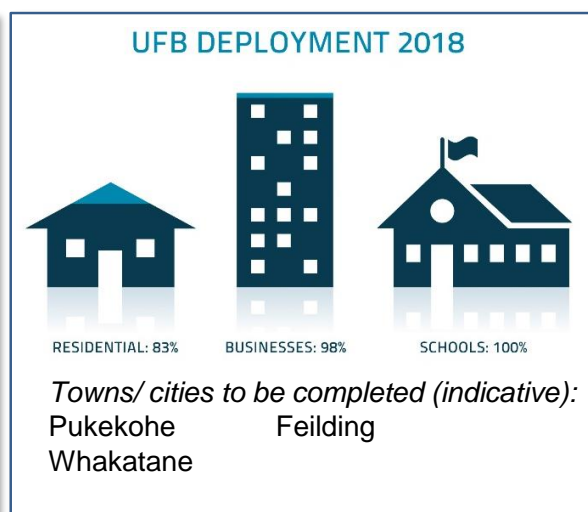 UFB DEPLOYMENT 2018
RESIDENTIAL: 83% BUSINESSES: 98% SCHOOLS: 100%
Towns/ cities to be completed (indicative):
Pukekohe Feilding
Whakatane